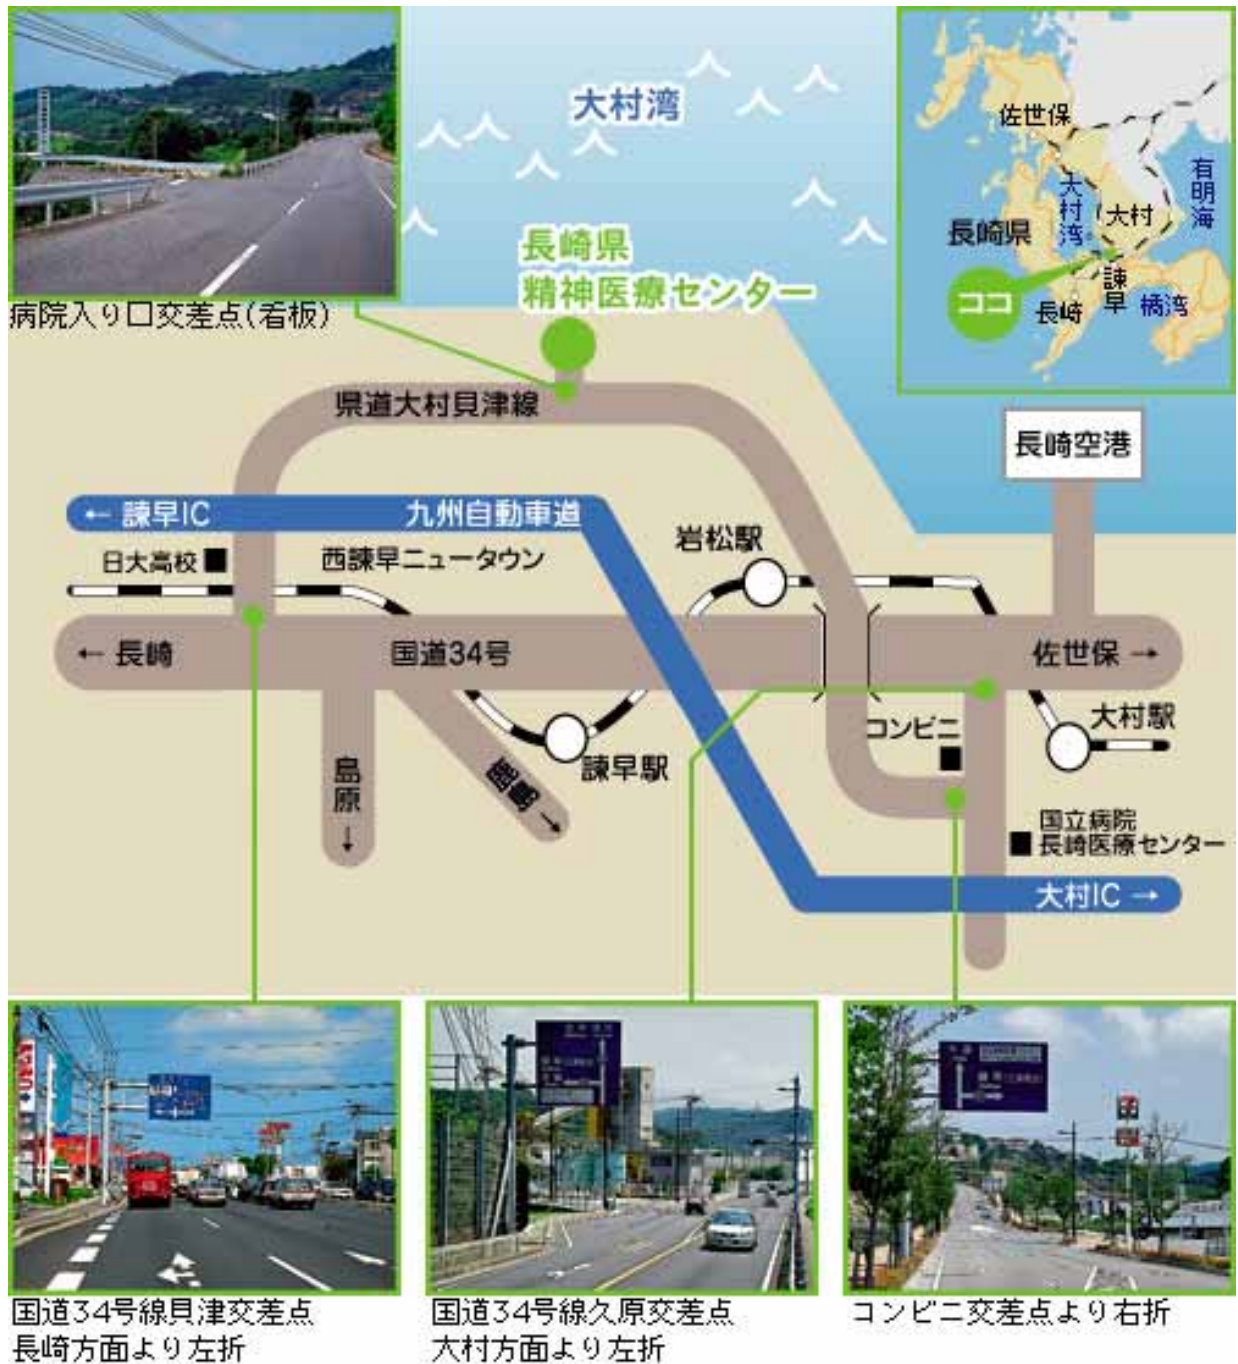 大村湾
長崎県
精神医療センター
佐世保
大村湾
有明海
大村
長崎県
ココ
諫早
長崎
橘湾
病院入り口交差点(看板)
県道大村貝津線
長崎空港
← 諫早IC
九州自動車道
日大高校
西諫早ニュータウン
岩松駅
← 長崎
国道34号
佐世保 →
島原
↓
諫早駅
コンビニ
大村駅
国立病院
長崎医療センター
大村IC →
国道34号線貝津交差点
長崎方面より左折
国道34号線久原交差点
大村方面より左折
コンビニ交差点より右折